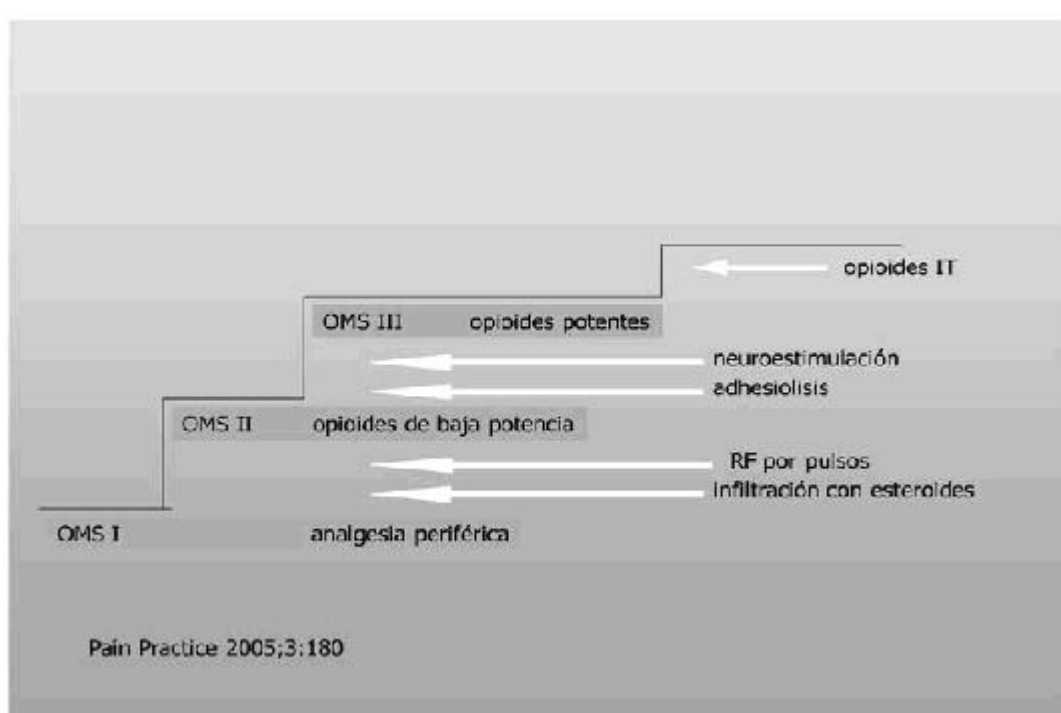 opioides IT
OMS III opioides potentes
neuroestimulación
adhesiolisis
OMS II opioides de baja potencia
RF por pulsos
infiltración con esteroides
OMS I analgesia periférica
Pain Practice 2005;3:180